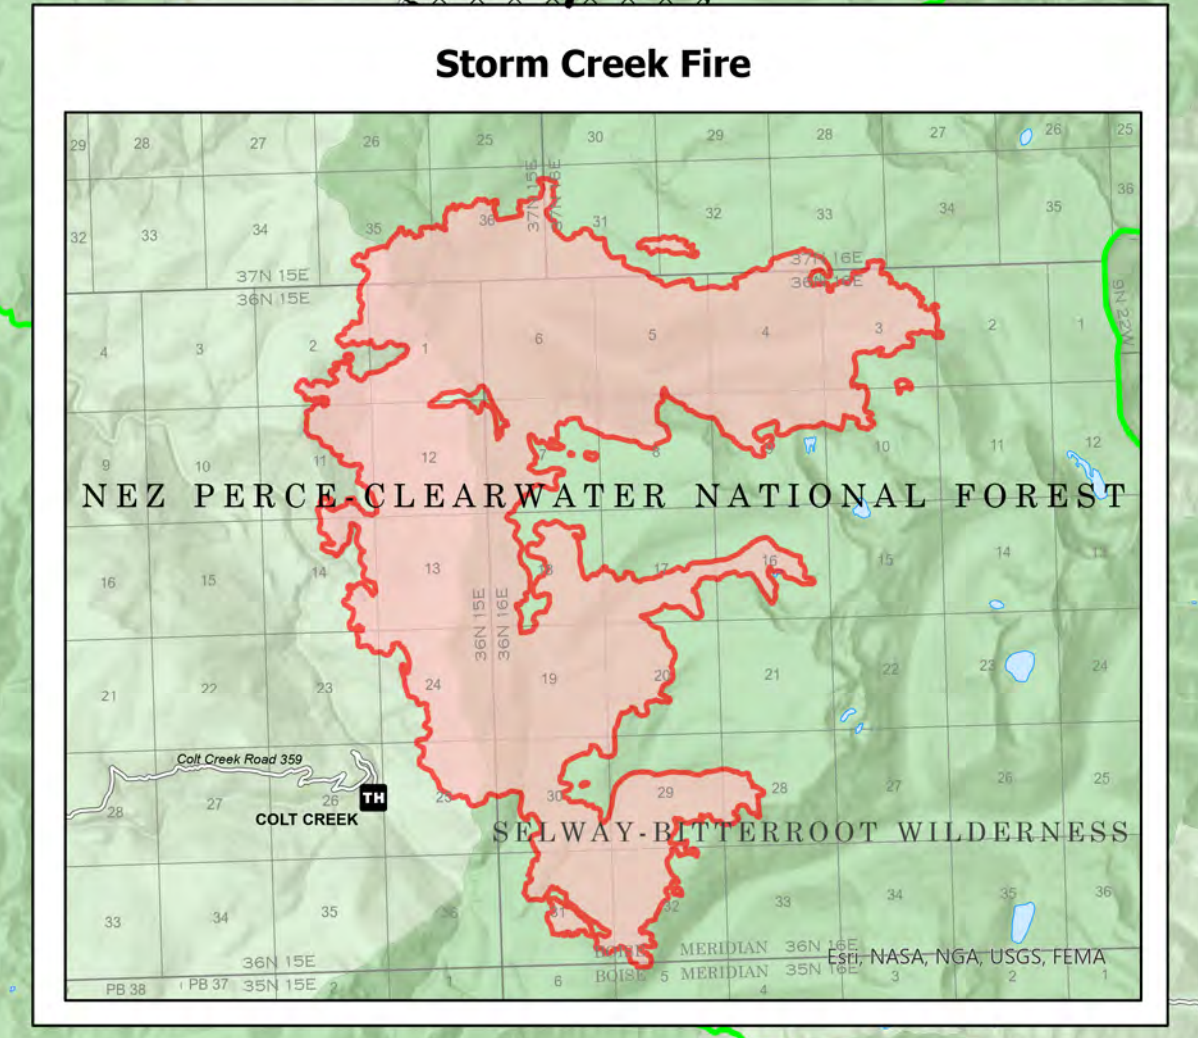 Storm Creek Fire
29 28 27 26 25 30 29 28 27 26 25
37N 15E
37N 16E
36
32 33 34 35 36 31 32 33 34 35
37N 15E
37N 16E
36N 15E
36N 16E
9N 22W
4 3 2 1 6 5 4 3 2 1
9 10 11 12 7 8 9 10 11 12
NEZ PERCE-CLEARWATER NATIONAL FOREST
16 15 14 13 18 17 16 15 14 13
36N 15E
36N 16E
21 22 23 24 19 20 21 22 23 24
Colt Creek Road 359
TH
COLT CREEK
28 27 26 25 30 29 28 27 26 25
SELWAY-BITTERROOT WILDERNESS
33 34 35 36 31 32 33 34 35 36
36N 15E
BOISE MERIDIAN 36N 16E
Esri, NASA, NGA, USGS, FEMA
PB 38 PB 37 35N 15E 2 1 6
BOISE 5 MERIDIAN 35N 16E
4 3 2 1